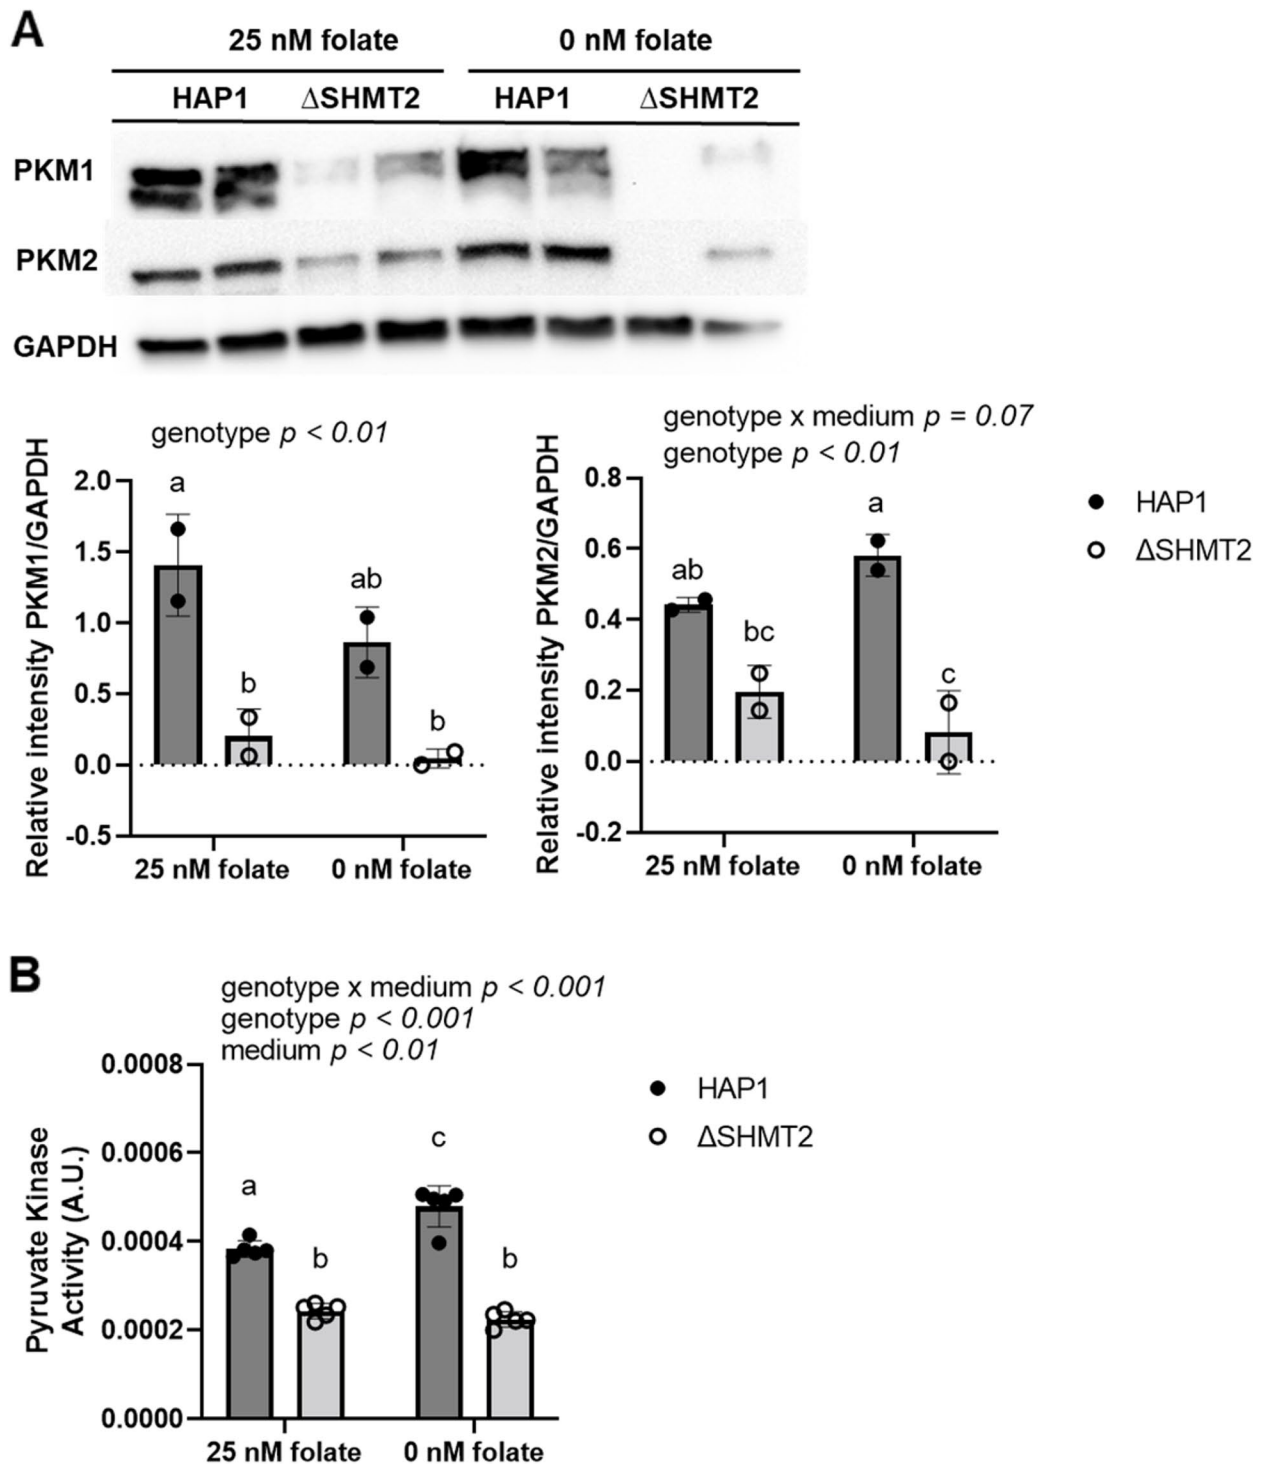 A
25 nM folate 0 nM folate
HAP1 ΔSHMT2 HAP1 ΔSHMT2
PKM1
PKM2
GAPDH
genotype p < 0.01
Relative intensity PKM1/GAPDH
2.0
1.5
1.0
0.5
0.0
-0.5
a
b
ab
b
25 nM folate 0 nM folate
genotype x medium p = 0.07
genotype p < 0.01
Relative intensity PKM2/GAPDH
0.8
0.6
0.4
0.2
0.0
-0.2
ab
bc
a
c
25 nM folate 0 nM folate
HAP1
ΔSHMT2
B
genotype x medium p < 0.001
genotype p < 0.001
medium p < 0.01
Pyruvate Kinase
Activity (A.U.)
0.0008
0.0006
0.0004
0.0002
0.0000
a
b
c
b
25 nM folate 0 nM folate
HAP1
ΔSHMT2